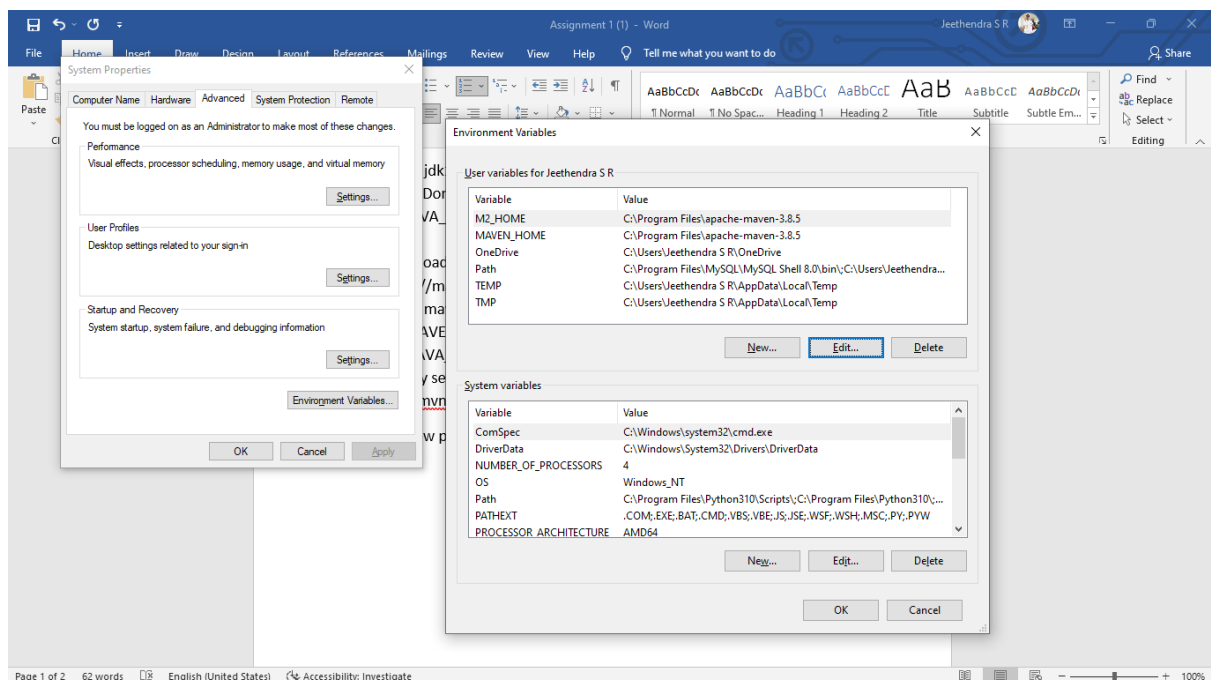 Assignment 1 (1) - Word
Jeethendra S R
File Home Insert Draw Design Layout References Mailings Review View Help Tell me what you want to do Share
Paste
AaBbCcDc AaBbCcDc AaBbCc AaBbCcE AaB AaBbCcD AaBbCcDc
¶ Normal ¶ No Spac... Heading 1 Heading 2 Title Subtitle Subtle Em...
Find
Replace
Select
Editing
System Properties
Computer Name Hardware Advanced System Protection Remote
You must be logged on as an Administrator to make most of these changes.
Performance
Visual effects, processor scheduling, memory usage, and virtual memory
Settings...
User Profiles
Desktop settings related to your sign-in
Settings...
Startup and Recovery
System startup, system failure, and debugging information
Settings...
Environment Variables...
OK Cancel Apply
jdk
Dor
VA_
oad
//m
ma
AVE
VA
y se
mvn
w p
Environment Variables
User variables for Jeethendra S R
Variable Value
M2_HOME C:\Program Files\apache-maven-3.8.5
MAVEN_HOME C:\Program Files\apache-maven-3.8.5
OneDrive C:\Users\Jeethendra S R\OneDrive
Path C:\Program Files\MySQL\MySQL Shell 8.0\bin\;C:\Users\Jeethendra...
TEMP C:\Users\Jeethendra S R\AppData\Local\Temp
TMP C:\Users\Jeethendra S R\AppData\Local\Temp
New... Edit... Delete
System variables
Variable Value
ComSpec C:\Windows\system32\cmd.exe
DriverData C:\Windows\System32\Drivers\DriverData
NUMBER_OF_PROCESSORS 4
OS Windows_NT
Path C:\Program Files\Python310\Scripts\;C:\Program Files\Python310\;...
PATHEXT .COM;.EXE;.BAT;.CMD;.VBS;.VBE;.JS;.JSE;.WSF;.WSH;.MSC;.PY;.PYW
PROCESSOR_ARCHITECTURE AMD64
New... Edit... Delete
OK Cancel
Page 1 of 2 62 words English (United States) Accessibility: Investigate 100%